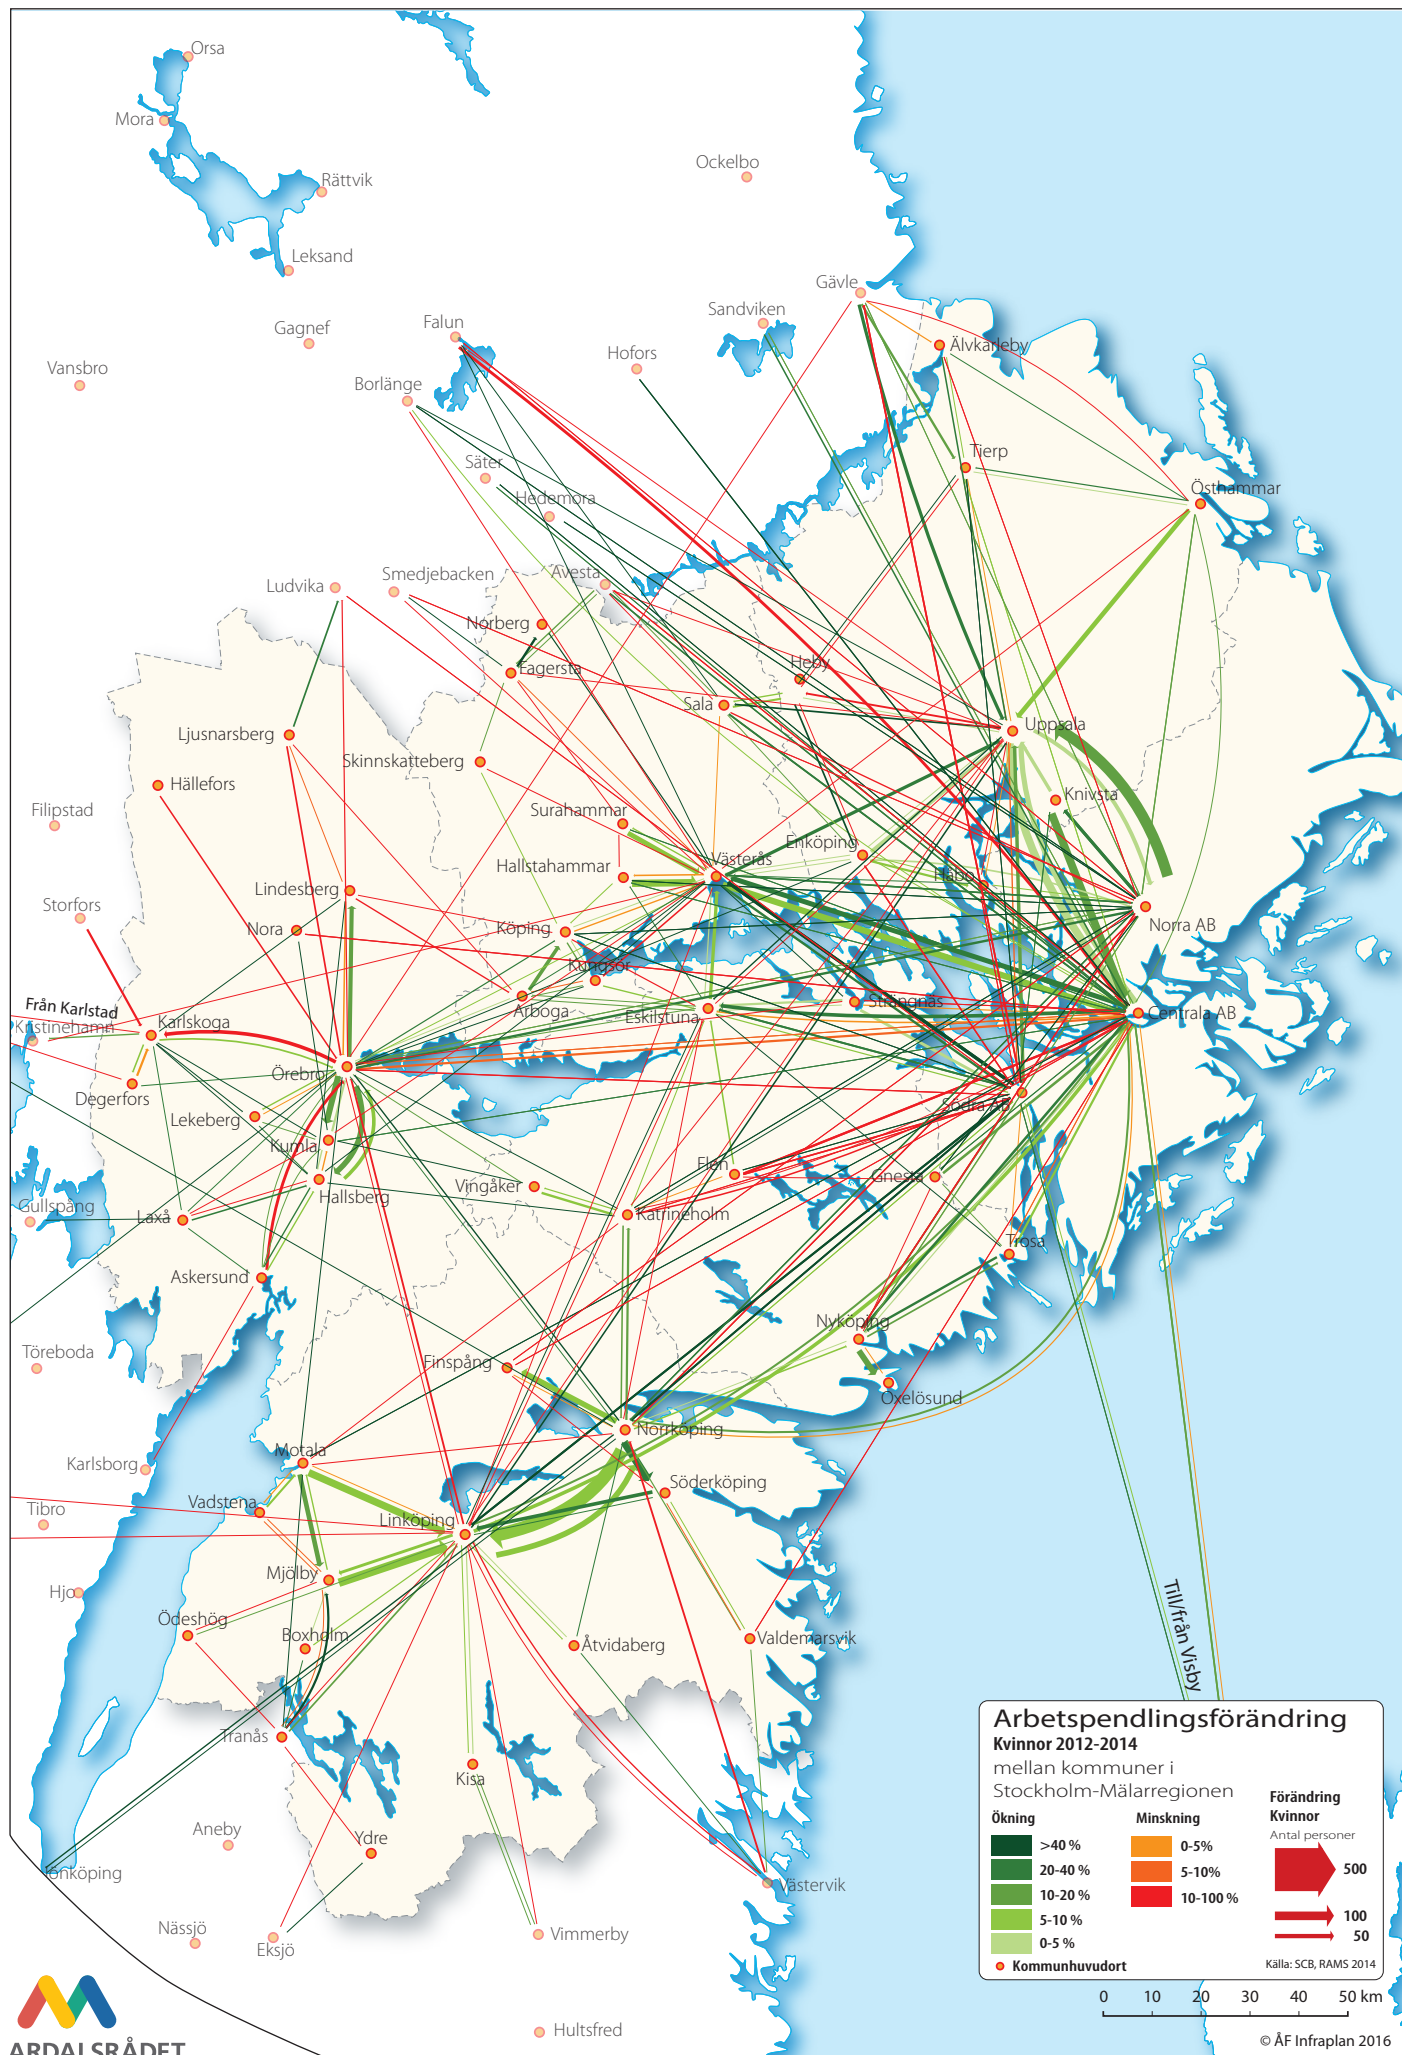 Orsa
Mora
Ockelbo
Rättvik
Leksand
Gävle
Sandviken
Falun
Gagnef
Hofors
Älvkarleby
Vansbro
Borlänge
Tierp
Säter
Hedemora
Östhammar
Avesta
Smedjebacken
Ludvika
Norberg
Heby
Fagersta
Sala
Uppsala
Ljusnarsberg
Skinnskatteberg
Hällefors
Knivsta
Filipstad
Surahammar
Enköping
Västerås
Hallstahammar
Håbo
Lindesberg
Storfors
Nora
Köping
Norra AB
Kungsör
Från Karlstad
Strängnäs
Arboga
Eskilstuna
Centrala AB
Kristinehamn
Karlskoga
Örebro
Degerfors
Södra AB
Lekeberg
Kumla
Flen
Gnesta
Vingåker
Hallsberg
Gullspång
Laxå
Katrineholm
Trosa
Askersund
Nyköping
Töreboda
Finspång
Oxelösund
Norrköping
Motala
Karlsborg
Söderköping
Vadstena
Tibro
Linköping
Mjölby
Hjo
Till/från Visby
Ödeshög
Boxholm
Åtvidaberg
Valdemarsvik
Tranås
Kisa
Aneby
Ydre
önköping
Västervik
Nässjö
Eksjö
Vimmerby
Hultsfred
Arbetspendlingsförändring
Kvinnor 2012-2014
mellan kommuner i
Stockholm-Mälarregionen
Ökning
>40 %
20-40 %
10-20 %
5-10 %
0-5 %
Minskning
0-5%
5-10%
10-100 %
Förändring
Kvinnor
Antal personer
500
100
50
Kommunhuvudort
Källa: SCB, RAMS 2014
0 10 20 30 40 50 km
© ÅF Infraplan 2016
ARDALSRÅDET